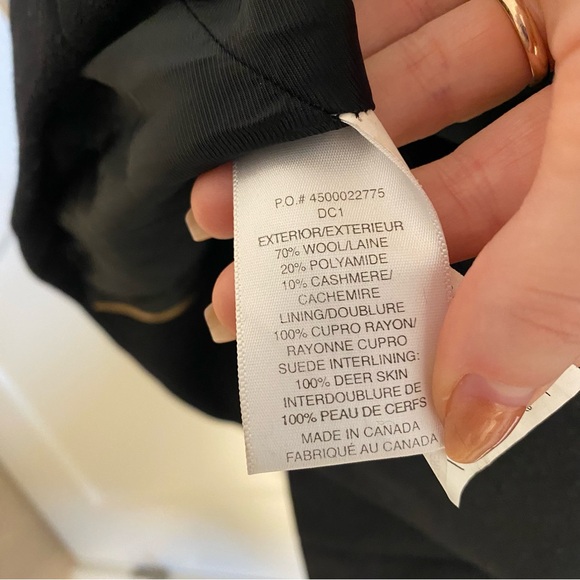 P.O.# 4500022775
DC1
EXTERIOR/EXTERIEUR
70% WOOL/LAINE
20% POLYAMIDE
10% CASHMERE/
CACHEMIRE
LINING/DOUBLURE
100% CUPRO RAYON/
RAYONNE CUPRO
SUEDE INTERLINING:
100% DEER SKIN
INTERDOUBLURE DE
100% PEAU DE CERFS
MADE IN CANADA
FABRIQUÉ AU CANADA